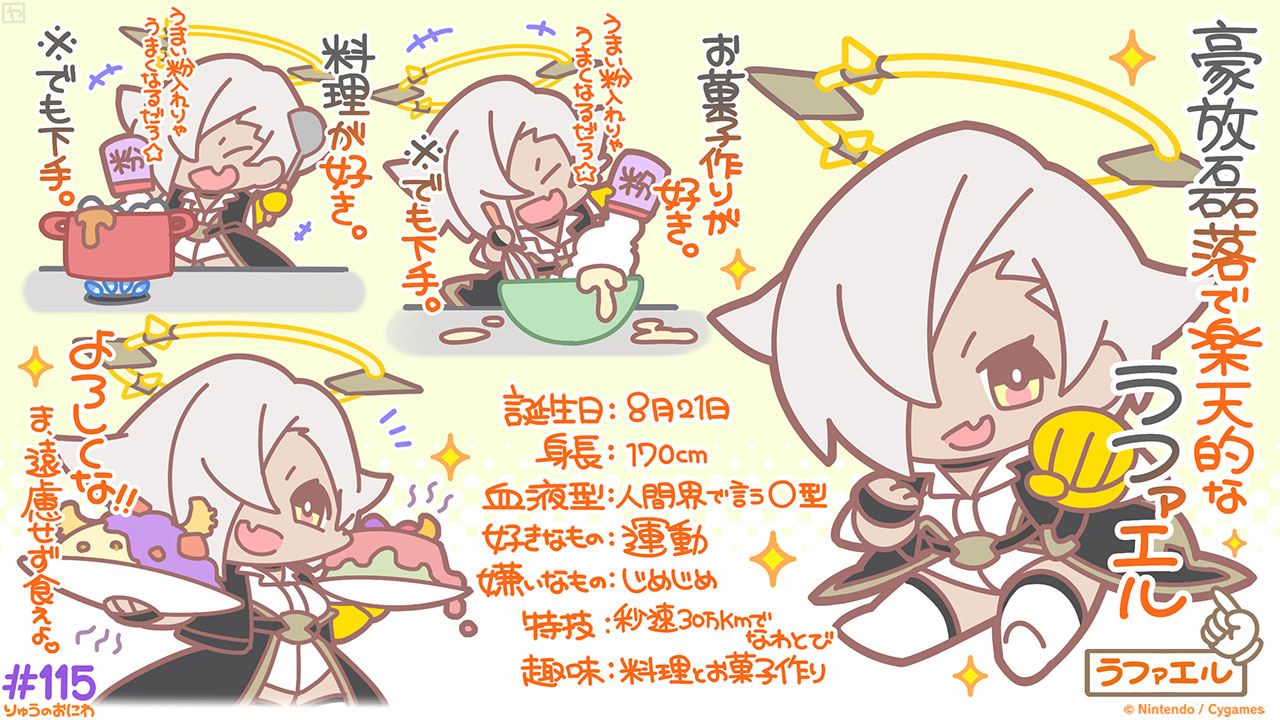 豪放磊落で楽天的な
ラファエル
お菓子作りが
好き。
※でも下手。
うまい粉入れりゃ
うまくなるぜっ☆
粉
料理が好き。
※でも下手。
うまい粉入れりゃ
うまくなるぜっ☆
粉
よろしくな!!
ま、遠慮せず食えよ♥
誕生日:8月21日
身長:170cm
血液型:人間界で言う○型
好きなもの:運動
嫌いなもの:じめじめ
特技:秒速30万kmで
なわとび
趣味:料理とお菓子作り
ラファエル
#115
りゅうのおにわ
や
© Nintendo / Cygames